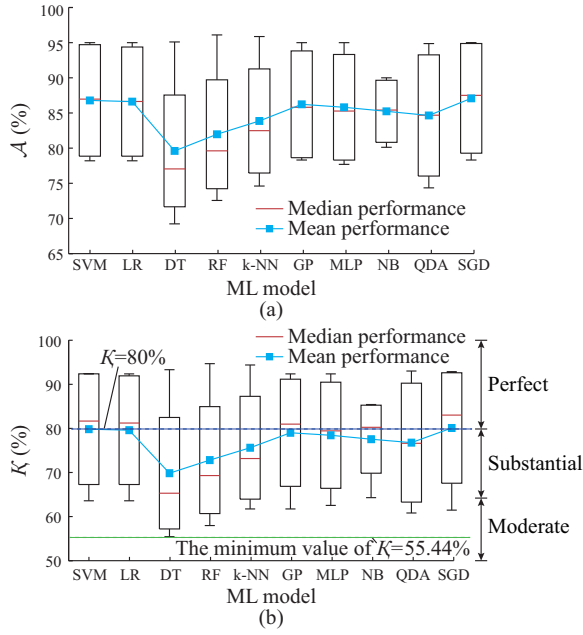 (a)
100
95
90
85
80
75
70
65
A (%)
Median performance
Mean performance
SVM LR DT RF k-NN GP MLP NB QDA SGD
ML model
(a)
100
90
80
70
60
50
K (%)
K=80%
Median performance
Mean performance
Perfect
Substantial
Moderate
The minimum value of K=55.44%
SVM LR DT RF k-NN GP MLP NB QDA SGD
ML model
(b)